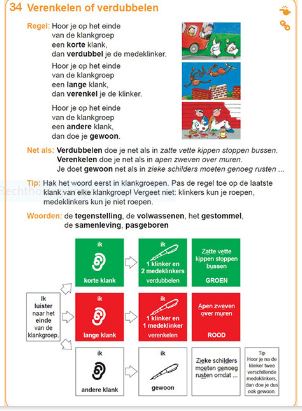 34 Verenkelen of verdubbelen
Regel: Hoor je op het einde
van de klankgroep
een korte klank,
dan verdubbel je de medeklinker.
Hoor je op het einde
van de klankgroep
een lange klank,
dan verenkel je de klinker.
Hoor je op het einde
van de klankgroep
een andere klank,
dan doe je gewoon.
Net als: Verdubbelen doe je net als in zatte vette kippen stoppen bussen.
Verenkelen doe je net als in apen zweven over muren.
Je doet gewoon net als in zieke schilders moeten genoeg rusten ...
Tip: Hak het woord eerst in klankgroepen. Pas de regel toe op de laatste
klank van elke klankgroep! Vergeet niet: klinkers kun je roepen,
medeklinkers kun je niet roepen.
Woorden: de tegenstelling, de volwassenen, het gestommel,
de samenleving, pasgeboren
Ik
luister
naar het
einde
van de
klankgroep.
ik
korte klank
ik
1 klinker en
2 medeklinkers
verdubbelen
Zatte vette
kippen stoppen
bussen
GROEN
ik
lange klank
ik
1 klinker en
1 medeklinker
verenkelen
Apen zweven
over muren
ROOD
ik
andere klank
ik
gewoon
Zieke schilders
moeten genoeg
rusten omdat ...
Tip
Hoor je na de
klinker twee
verschillende
medeklinkers,
dan doe je dus
ook gewoon.